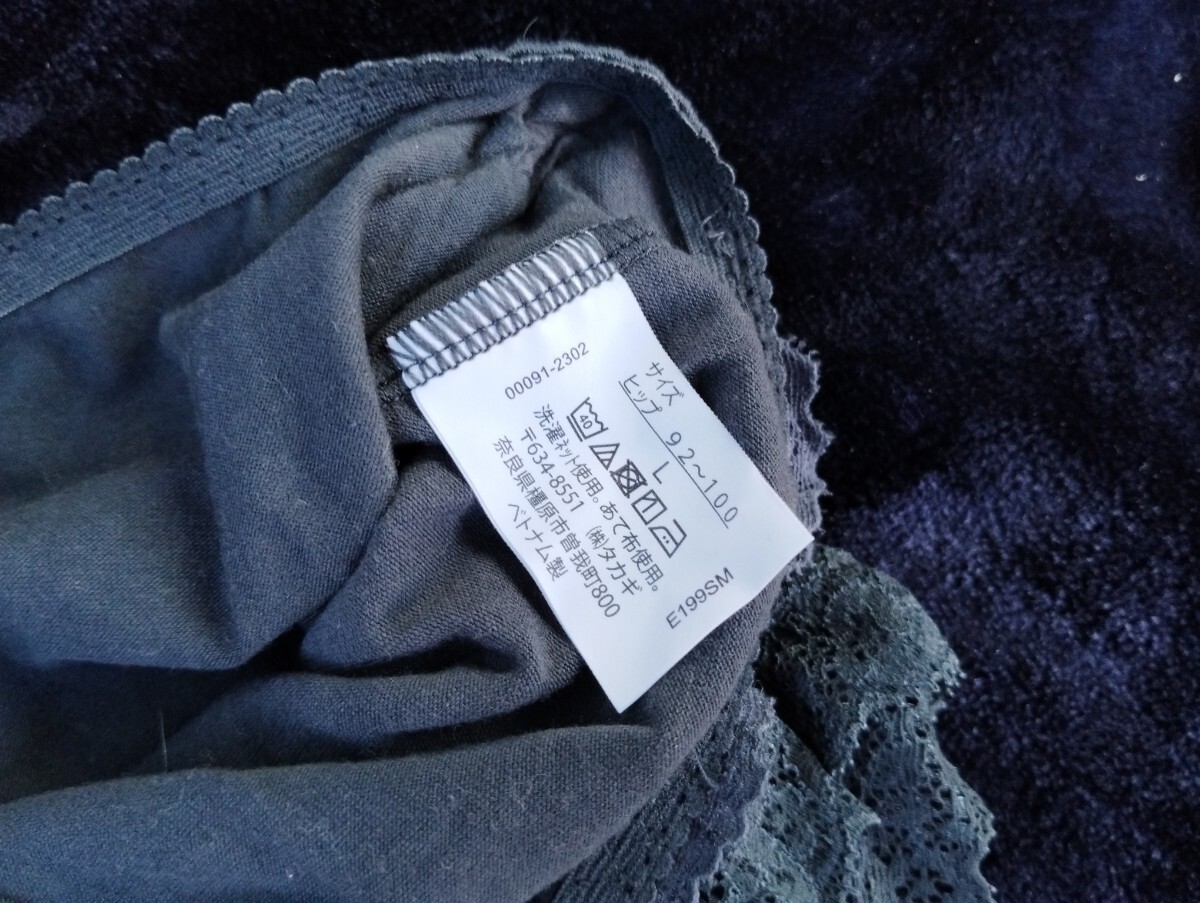 00091-2302
サイズ
ヒップ 92～100
L
40
洗濯ネット使用。あて布使用。
〒634-8551 ㈱タカギ
奈良県橿原市曽我町800
ベトナム製
E199SM